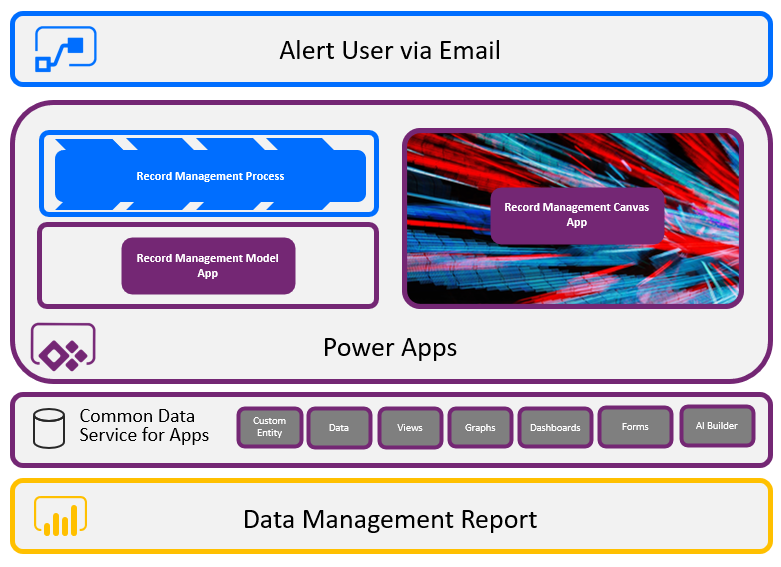 Alert User via Email
Record Management Process
Record Management Canvas
App
Record Management Model
App
Power Apps
Common Data
Service for Apps
Custom
Entity
Data
Views
Graphs
Dashboards
Forms
AI Builder
Data Management Report